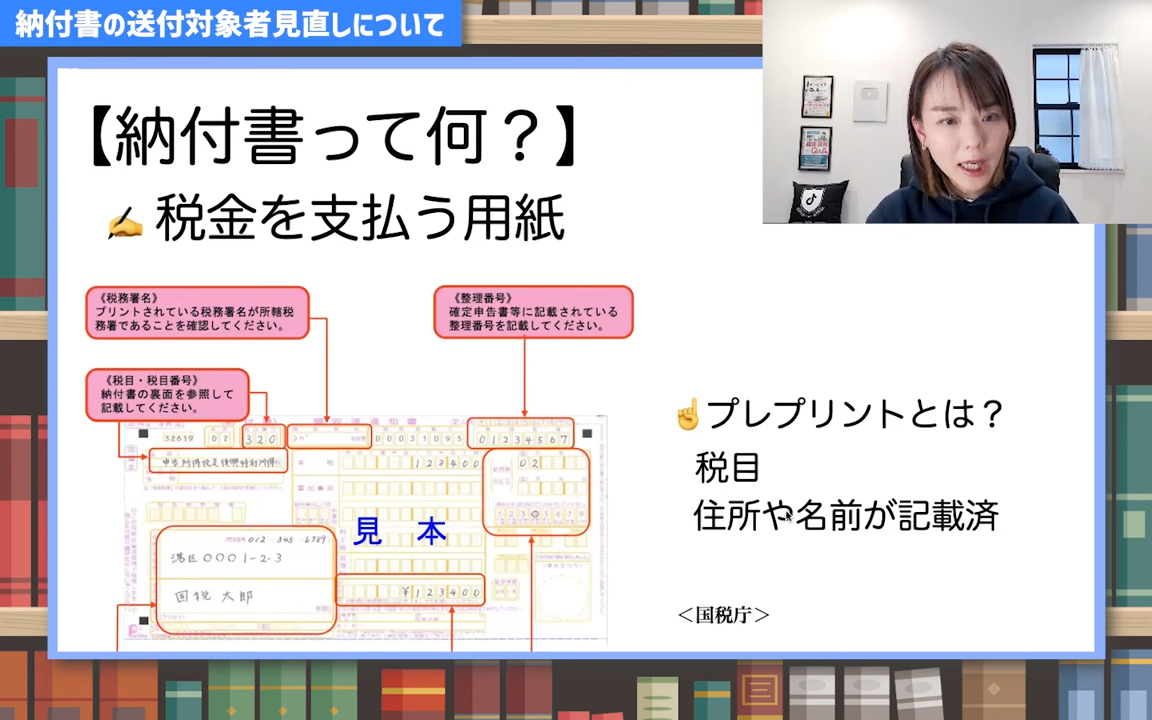 納付書の送付対象者見直しについて
【納付書って何？】
税金を支払う用紙
《税務署名》
プリントされている税務署名が所轄税
務署であることを確認してください。
《整理番号》
確定申告書等に記載されている
整理番号を記載してください。
《税目・税目番号》
納付書の裏面を参照して
記載してください。
プレプリントとは？
税目
住所や名前が記載済
32619
02
320
00031095
01234567
申告所得税及復興特別所得
123400
02
見本
012-345-6789
港区0001-2-3
国税 太郎
¥123400
＜国税庁＞